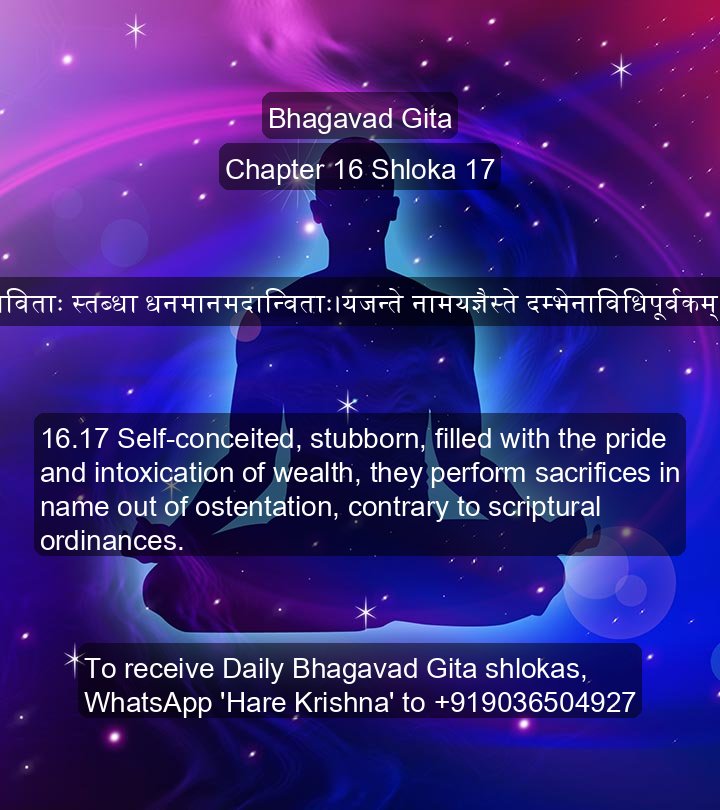 Bhagavad Gita
Chapter 16 Shloka 17
स्तब्धा धनमानमदान्विताः।यजन्ते नामयज्ञैस्ते दम्भेनाविधिपूर्वकम्
16.17 Self-conceited, stubborn, filled with the pride
and intoxication of wealth, they perform sacrifices in
name out of ostentation, contrary to scriptural
ordinances.
To receive Daily Bhagavad Gita shlokas,
WhatsApp 'Hare Krishna' to +919036504927